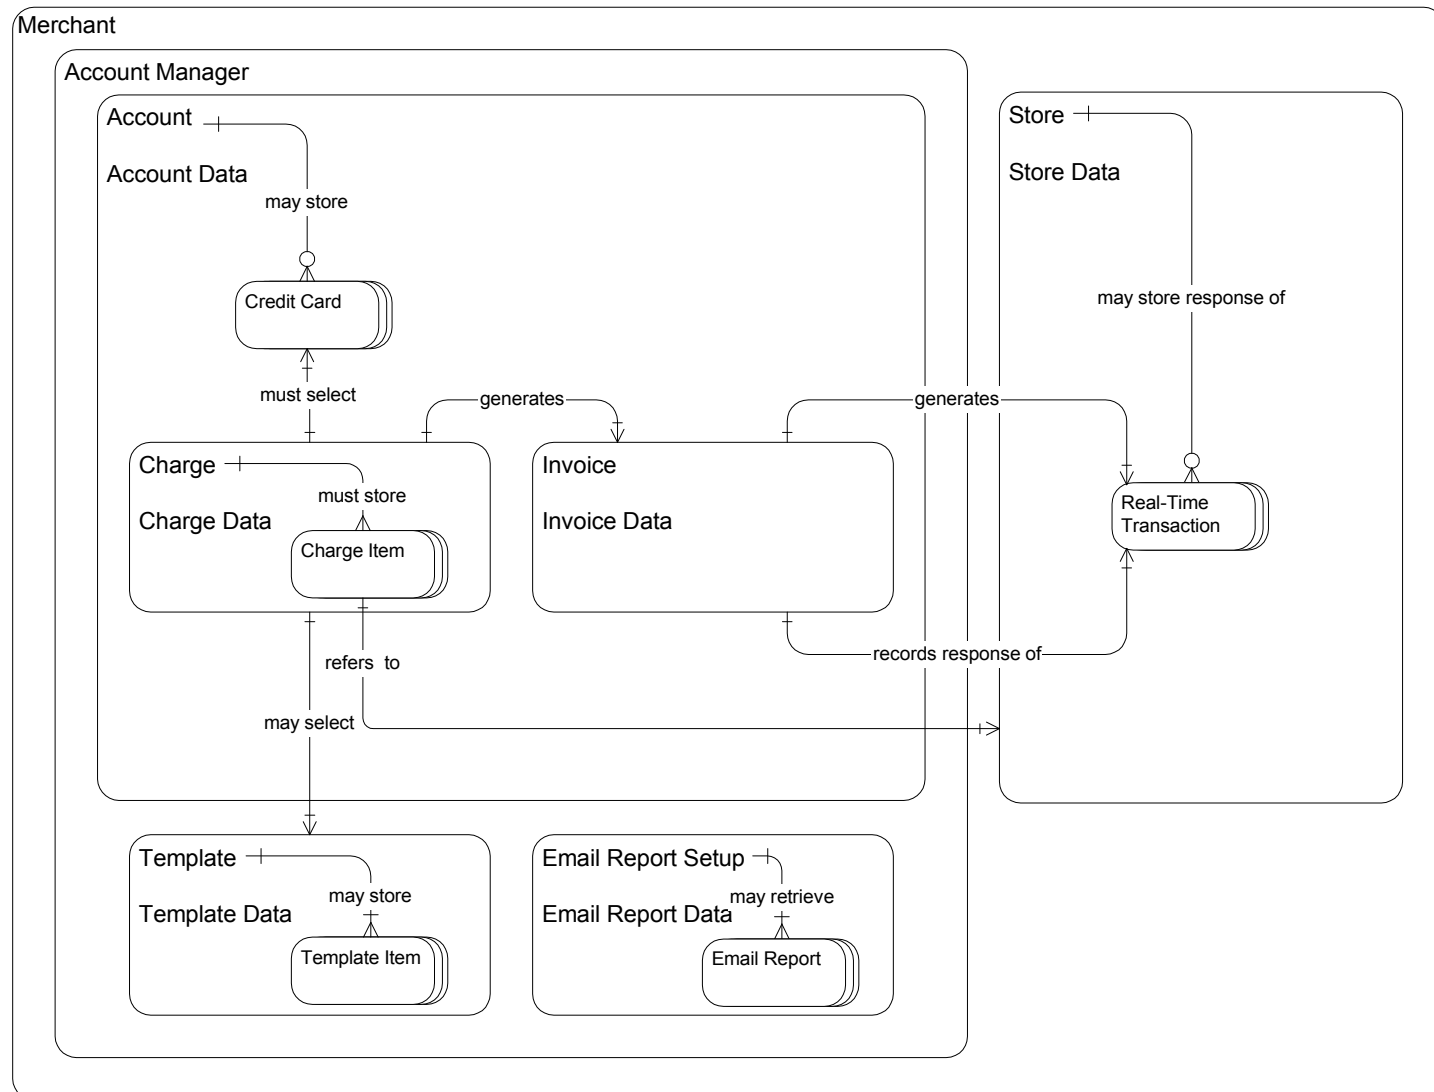 Merchant
Account Manager
Account
Account Data
may store
Credit Card
must select
generates
Charge
must store
Charge Data
Charge Item
Invoice
Invoice Data
refers to
may select
generates
records response of
Store
Store Data
may store response of
Real-Time
Transaction
Template
may store
Template Data
Template Item
Email Report Setup
may retrieve
Email Report Data
Email Report